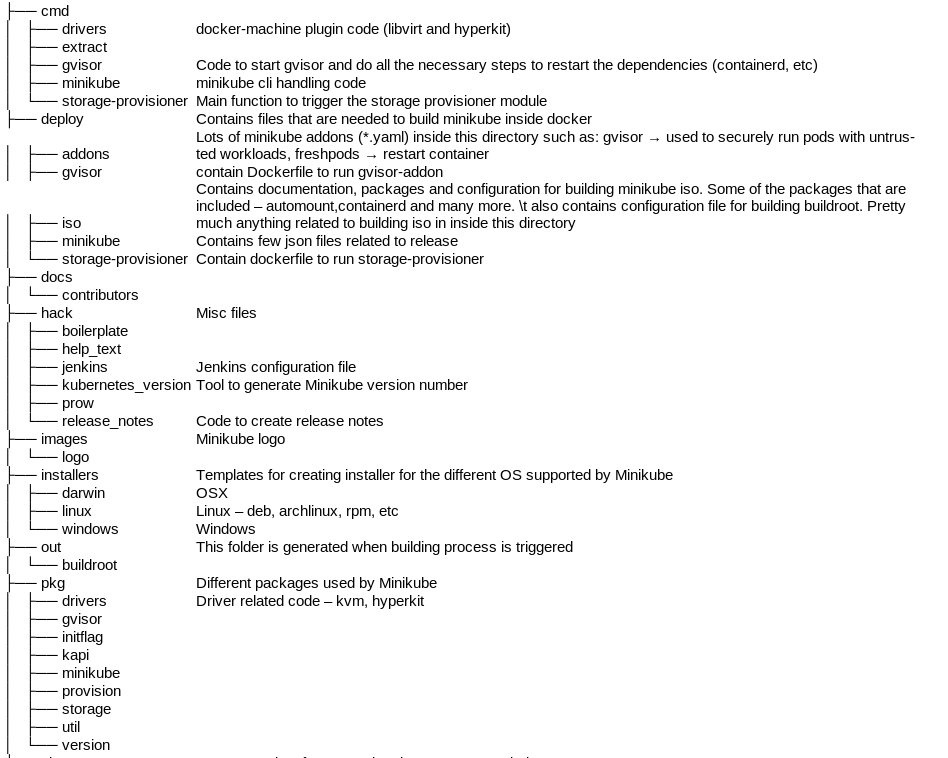 ├── cmd
│   ├── drivers docker-machine plugin code (libvirt and hyperkit)
│   ├── extract
│   ├── gvisor Code to start gvisor and do all the necessary steps to restart the dependencies (containerd, etc)
│   ├── minikube minikube cli handling code
│   └── storage-provisioner Main function to trigger the storage provisioner module
├── deploy Contains files that are needed to build minikube inside docker
Lots of minikube addons (*.yaml) inside this directory such as: gvisor → used to securely run pods with untrus-
│   ├── addons ted workloads, freshpods → restart container
│   ├── gvisor contain Dockerfile to run gvisor-addon
Contains documentation, packages and configuration for building minikube iso. Some of the packages that are
included – automount,containerd and many more. \t also contains configuration file for building buildroot. Pretty
│   ├── iso much anything related to building iso in inside this directory
│   ├── minikube Contains few json files related to release
│   └── storage-provisioner Contain dockerfile to run storage-provisioner
├── docs
│   └── contributors
├── hack Misc files
│   ├── boilerplate
│   ├── help_text
│   ├── jenkins Jenkins configuration file
│   ├── kubernetes_version Tool to generate Minikube version number
│   ├── prow
│   └── release_notes Code to create release notes
├── images Minikube logo
│   └── logo
├── installers Templates for creating installer for the different OS supported by Minikube
│   ├── darwin OSX
│   ├── linux Linux – deb, archlinux, rpm, etc
│   └── windows Windows
├── out This folder is generated when building process is triggered
│   └── buildroot
├── pkg Different packages used by Minikube
│   ├── drivers Driver related code – kvm, hyperkit
│   ├── gvisor
│   ├── initflag
│   ├── kapi
│   ├── minikube
│   ├── provision
│   ├── storage
│   ├── util
│   └── version